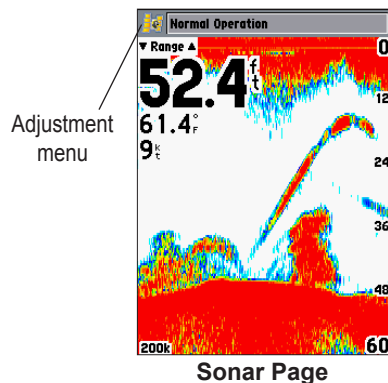 Normal Operation
▼ Range ▲
0
52.4 ft
12
61.4°F
Adjustment
menu
9 kt
24
36
48
200k
60
Sonar Page